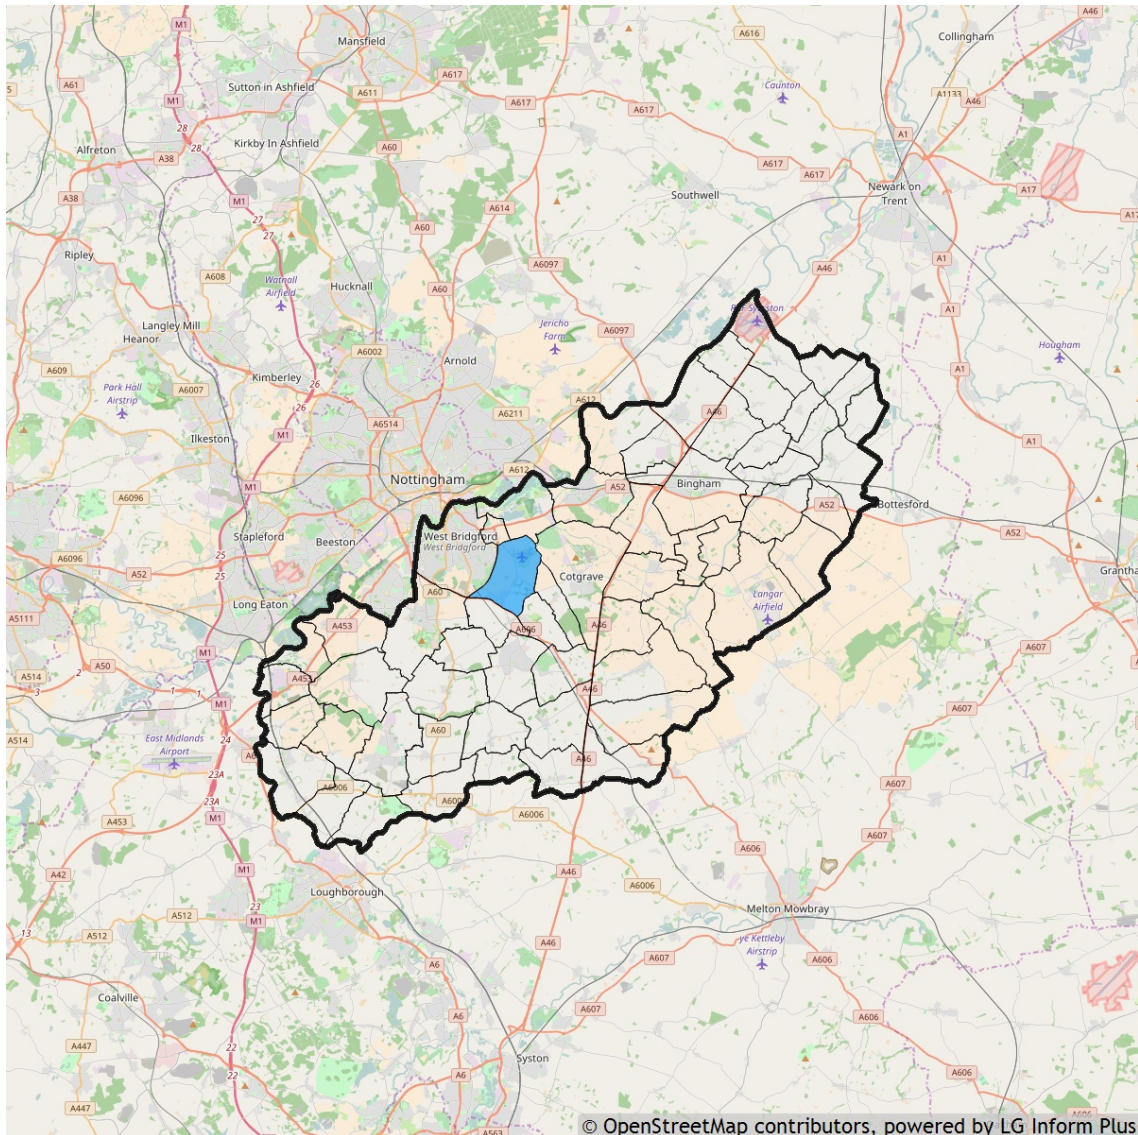 M1
Mansfield
A46
A616
Collingham
A61
A617
Sutton in Ashfield
A611
Caunton
A1133
A46
M1
A617
A617
28
A1
28
Kirkby In Ashfield
A60
Alfreton
A38
A617
A617
A17
Newark on
Trent
Southwell
A38
M1
A614
27
A60
Ripley
27
A6097
A46
A1
A608
Watnall
Airfield
Hucknall
A60
A1
Langley Mill
Jericho
Farm
A6097
Heanor
A6002
Arnold
Hougham
A609
Kimberley
26
A1
Park Hall
Airstrip
A6007
26
A612
A46
A6211
A6514
Ilkeston
M1
A1
Nottingham
A612
A6096
M1
A52
Bingham
A52
Bottesford
A52
Stapleford
Beeston
West Bridgford
West Bridgford
25
A6096
A52
25
Cotgrave
Grantham
A60
Long Eaton
Langar
Airfield
A5111
A453
A606
A46
M1
A607
A50
A514
3
2
1
1
A453
A46
M1
A607
A514
East Midlands
Airport
24
A60
A46
23A
A607
23A
A6006
M1
A453
A6006
A607
A606
M1
A42
A46
A6006
Loughborough
23
A512
M1
Melton Mowbray
13
A512
A46
A6
A607
A606
Coalville
A607
A6
A606
A447
22
Syston
22
A6
A606
A447
A606
A563
© OpenStreetMap contributors, powered by LG Inform Plus